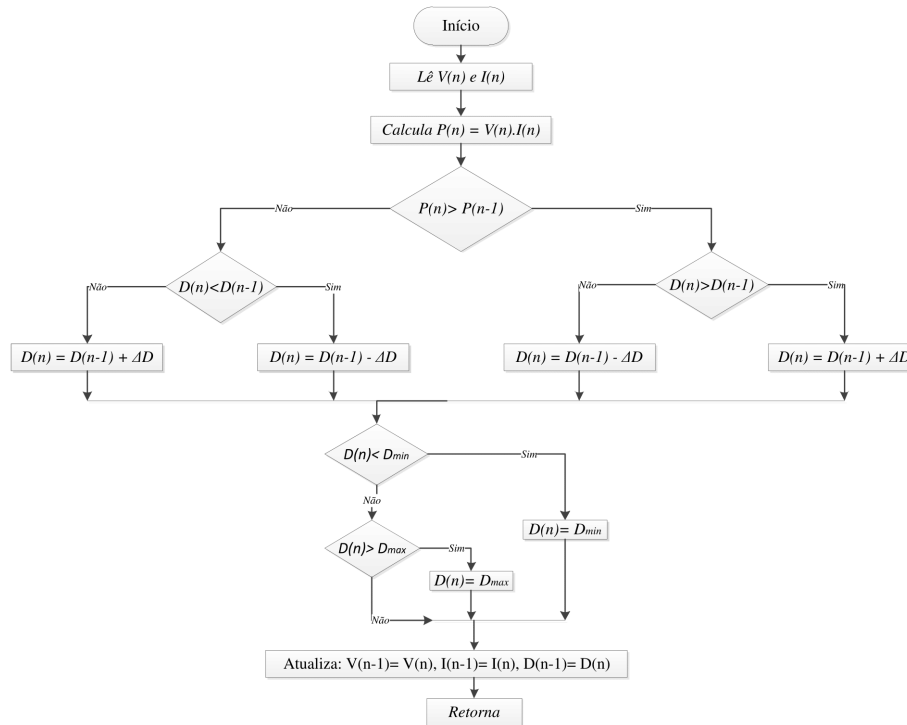 Início
Lê V(n) e I(n)
Calcula P(n) = V(n).I(n)
P(n)> P(n-1)
Não
Sim
D(n)<D(n-1)
Não
Sim
D(n)>D(n-1)
Não
Sim
D(n) = D(n-1) + ΔD
D(n) = D(n-1) - ΔD
D(n) = D(n-1) - ΔD
D(n) = D(n-1) + ΔD
D(n)< Dmin
Sim
Não
D(n)= Dmin
D(n)> Dmax
Sim
D(n)= Dmax
Não
Atualiza: V(n-1)= V(n), I(n-1)= I(n), D(n-1)= D(n)
Retorna